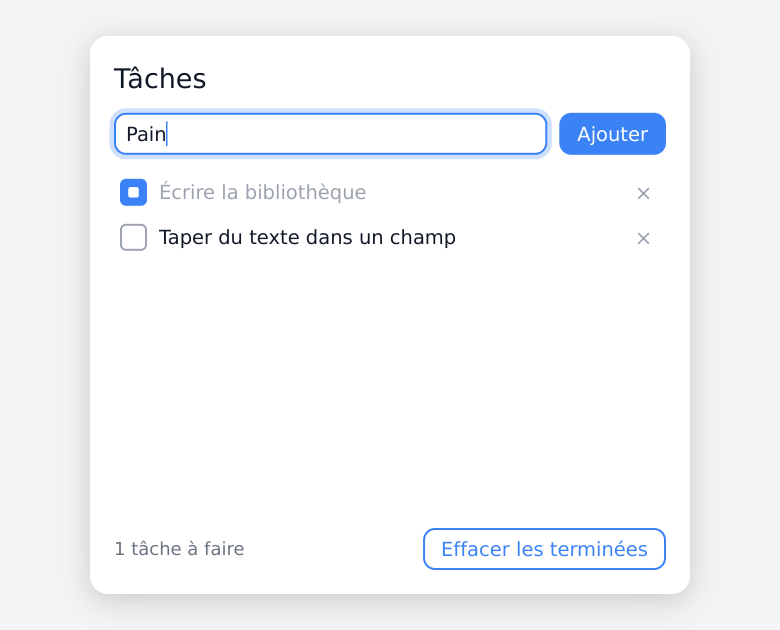 Tâches
Pain
Ajouter
Écrire la bibliothèque ×
Taper du texte dans un champ ×
1 tâche à faire
Effacer les terminées